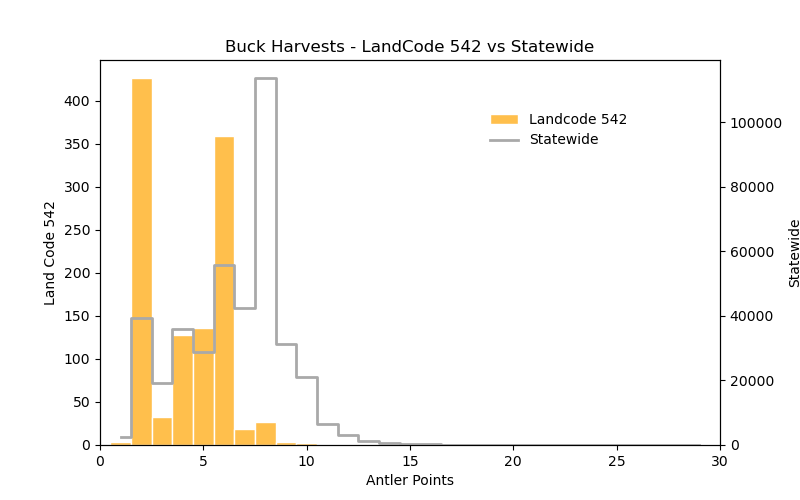 Buck Harvests - LandCode 542 vs Statewide
Landcode 542
Statewide
Land Code 542
400
350
300
250
200
150
100
50
0
100000
80000
60000
40000
20000
0
Statewide
0 5 10 15 20 25 30
Antler Points